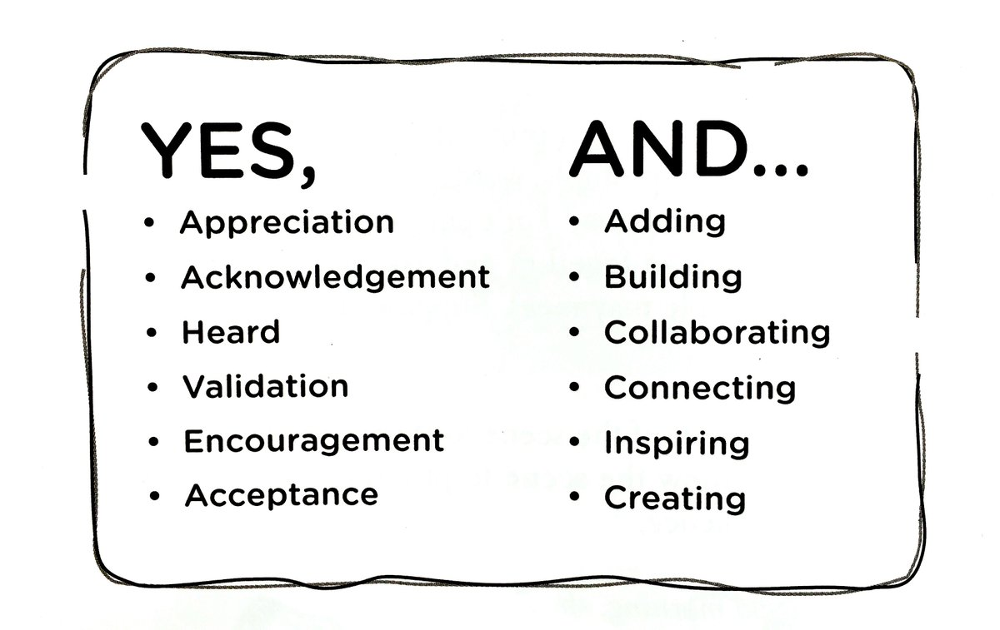 YES,
• Appreciation
• Acknowledgement
• Heard
• Validation
• Encouragement
• Acceptance
AND...
• Adding
• Building
• Collaborating
• Connecting
• Inspiring
• Creating